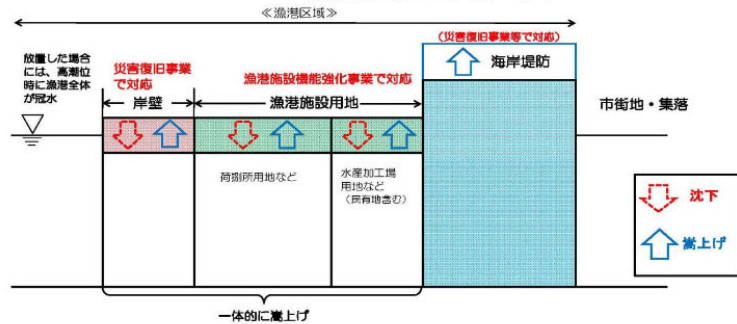 ≪漁港区域≫
放置した場合
には、高潮位
時に漁港全体
が冠水
災害復旧事業
で対応
岸壁
漁港施設機能強化事業で対応
漁港施設用地
(災害復旧事業等で対応)
海岸堤防
市街地・集落
荷捌所用地など
水産加工場
用地など
(民有地含む)
沈下
嵩上げ
一体的に嵩上げ